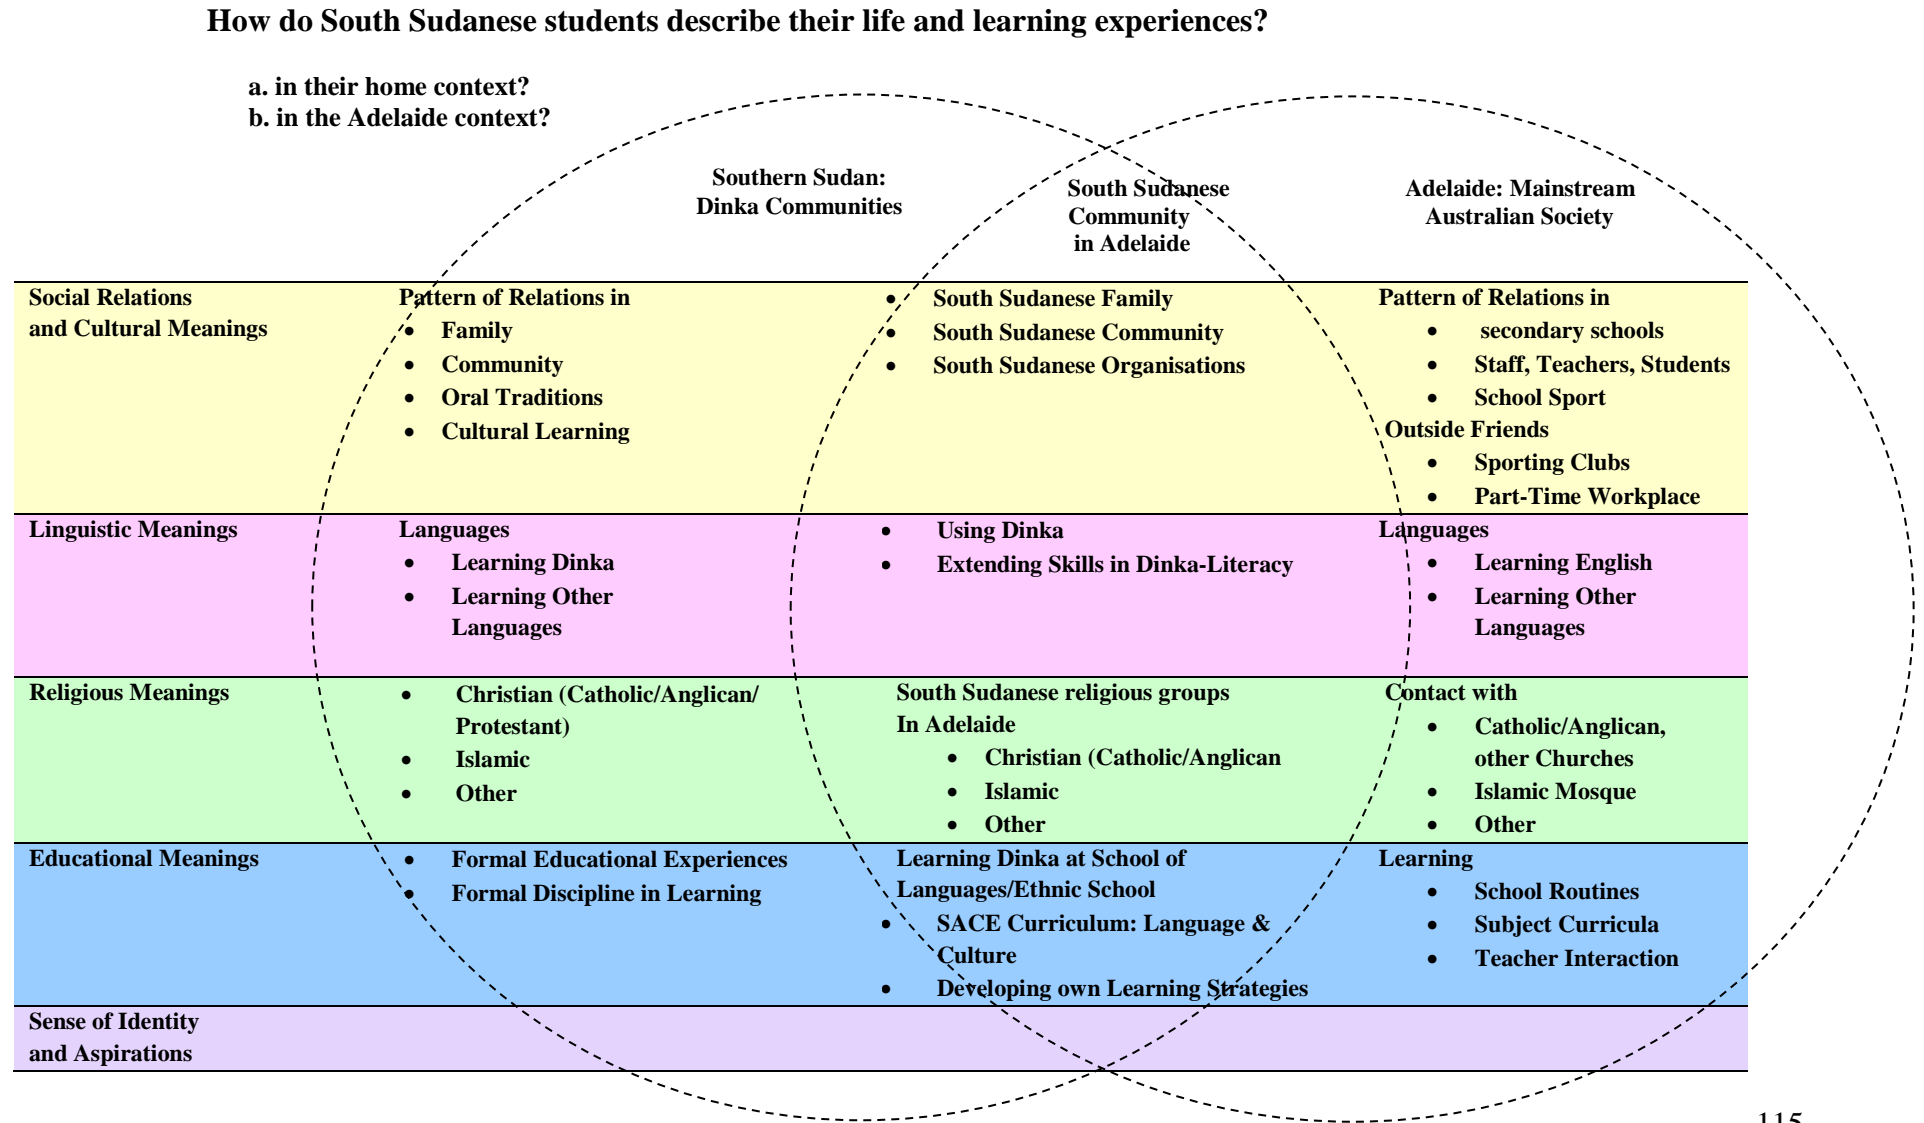 How do South Sudanese students describe their life and learning experiences?
a. in their home context?
b. in the Adelaide context?
Southern Sudan:
Dinka Communities
South Sudanese
Community
in Adelaide
Adelaide: Mainstream
Australian Society
Social Relations
and Cultural Meanings
Pattern of Relations in
• Family
• Community
• Oral Traditions
• Cultural Learning
• South Sudanese Family
• South Sudanese Community
• South Sudanese Organisations
Pattern of Relations in
• secondary schools
• Staff, Teachers, Students
• School Sport
Outside Friends
• Sporting Clubs
• Part-Time Workplace
Linguistic Meanings
Languages
• Learning Dinka
• Learning Other
Languages
• Using Dinka
• Extending Skills in Dinka-Literacy
Languages
• Learning English
• Learning Other
Languages
Religious Meanings
• Christian (Catholic/Anglican/
Protestant)
• Islamic
• Other
South Sudanese religious groups
In Adelaide
• Christian (Catholic/Anglican
• Islamic
• Other
Contact with
• Catholic/Anglican,
other Churches
• Islamic Mosque
• Other
Educational Meanings
• Formal Educational Experiences
• Formal Discipline in Learning
Learning Dinka at School of
Languages/Ethnic School
• SACE Curriculum: Language &
Culture
• Developing own Learning Strategies
Learning
• School Routines
• Subject Curricula
• Teacher Interaction
Sense of Identity
and Aspirations
115